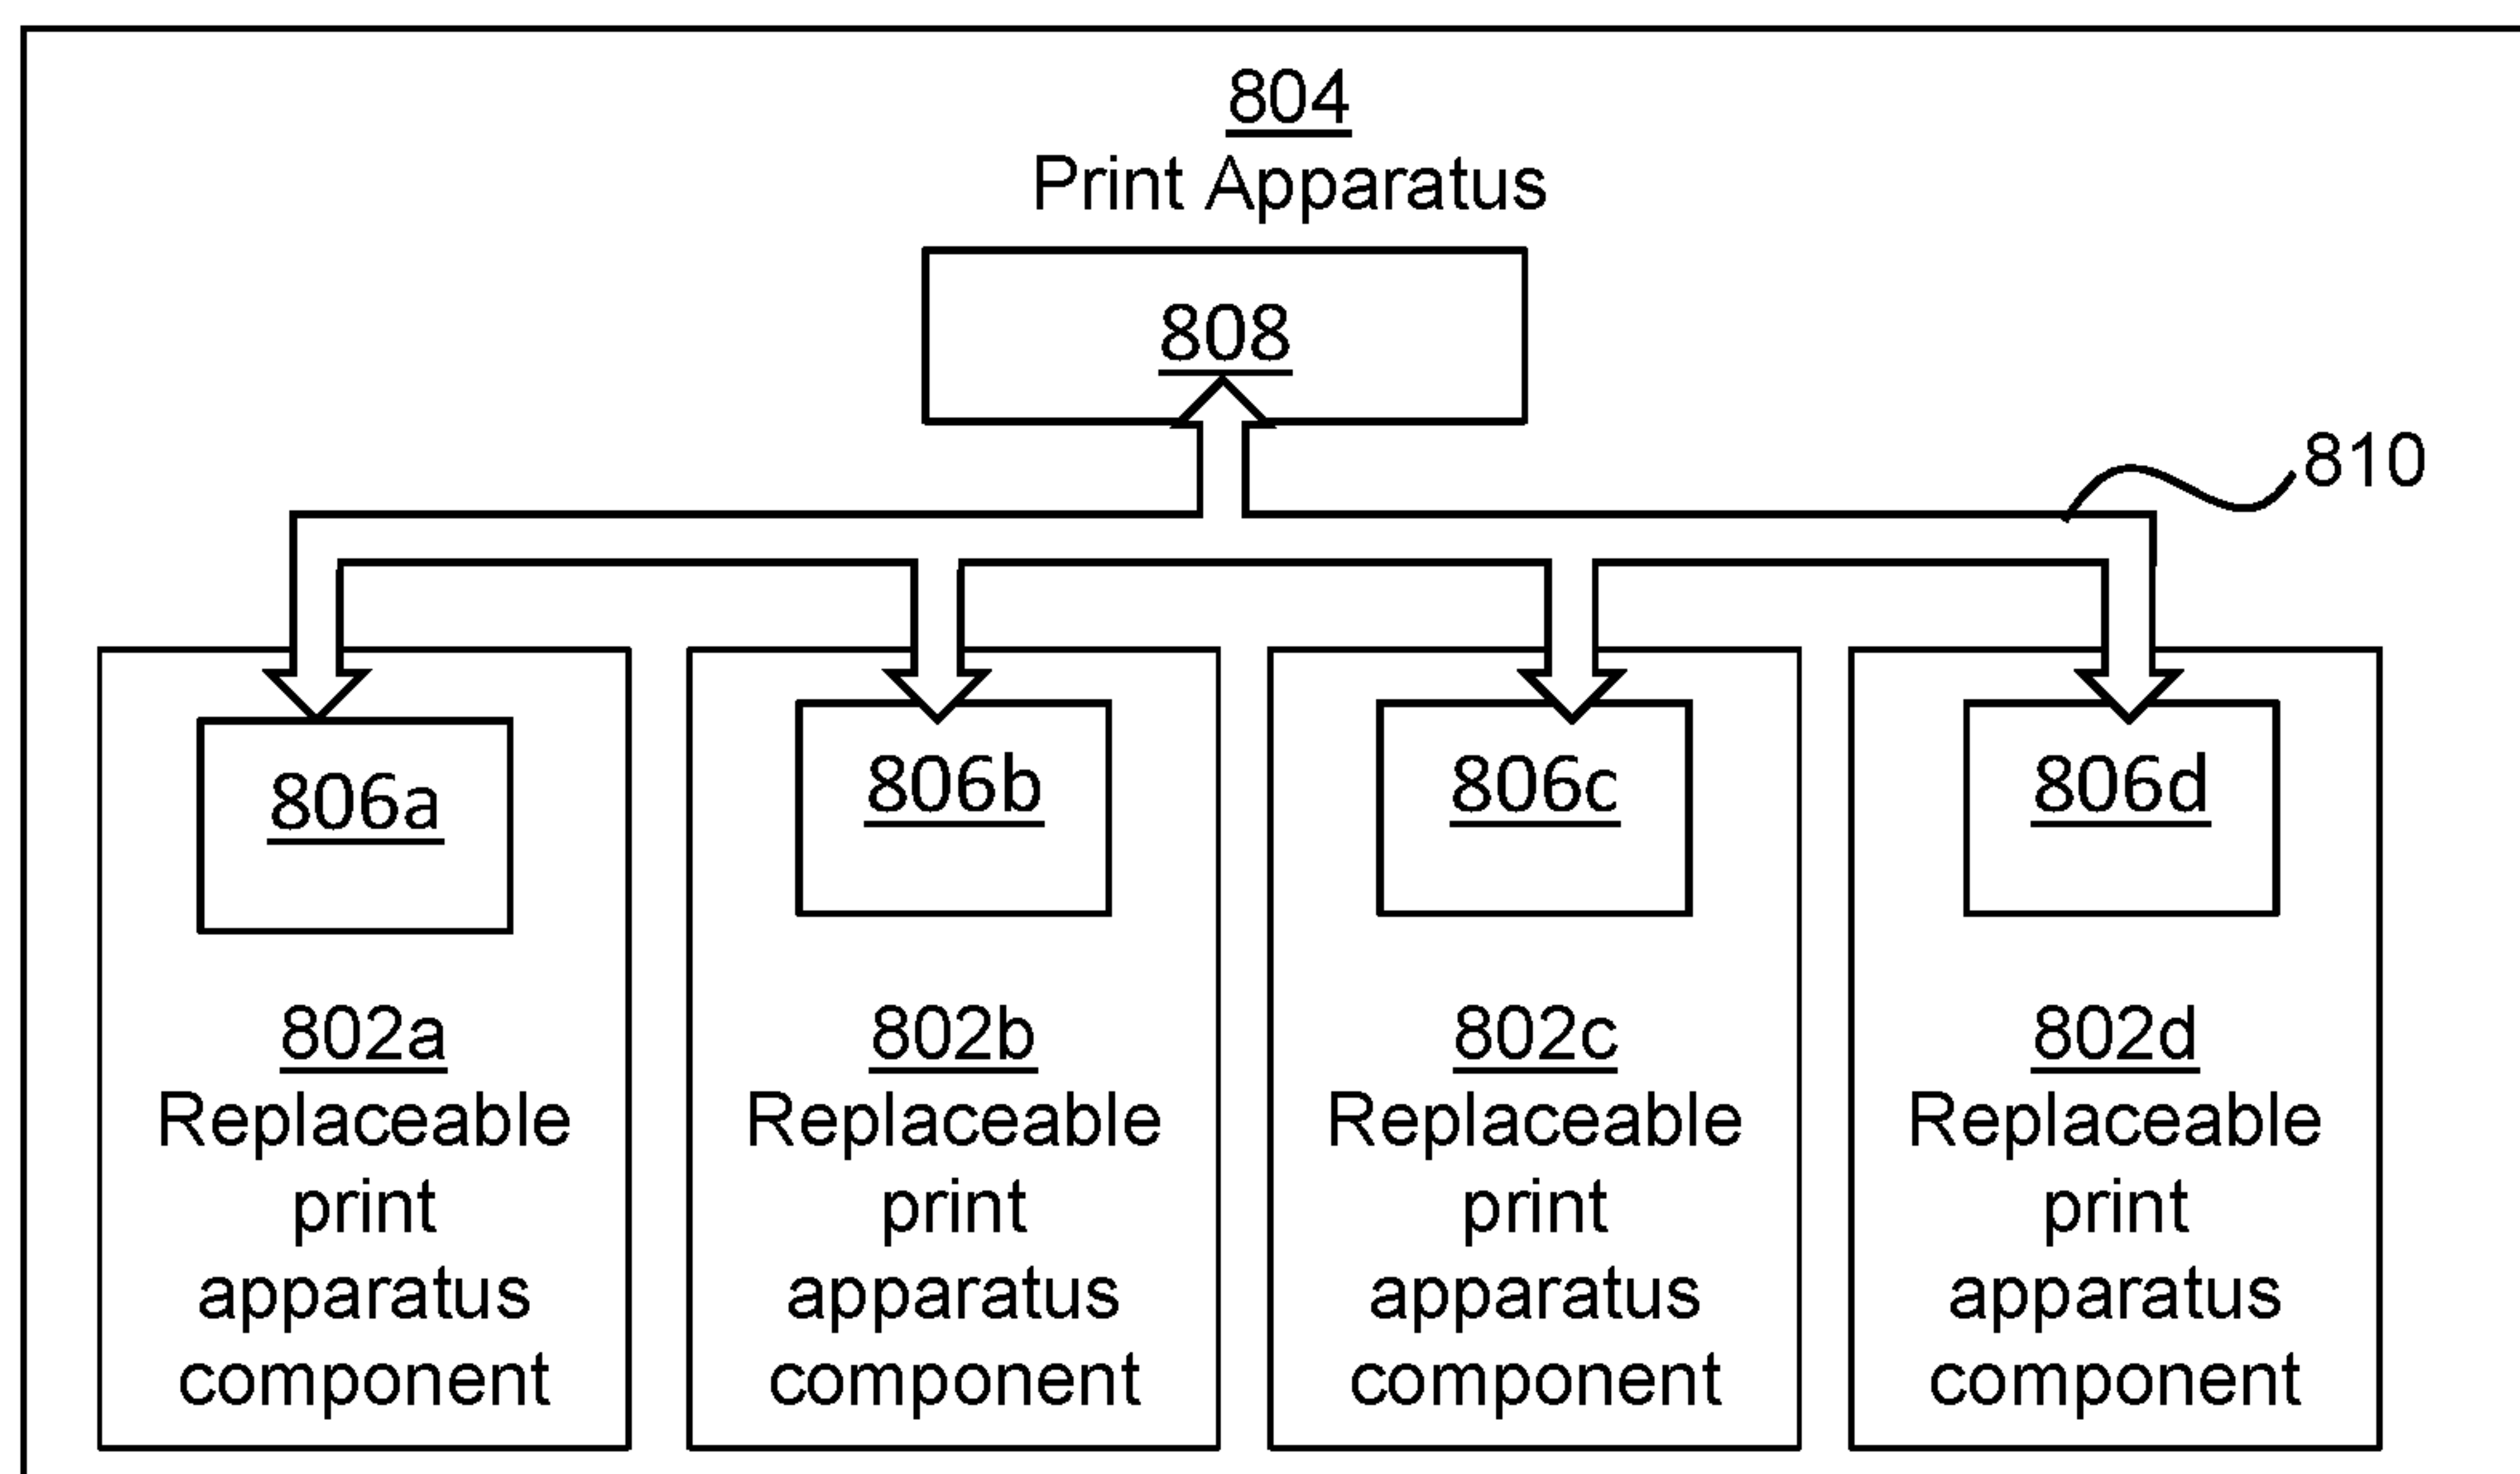 804
Print Apparatus
808
810
806a
806b
806c
806d
802a
Replaceable
print
apparatus
component
802b
Replaceable
print
apparatus
component
802c
Replaceable
print
apparatus
component
802d
Replaceable
print
apparatus
component